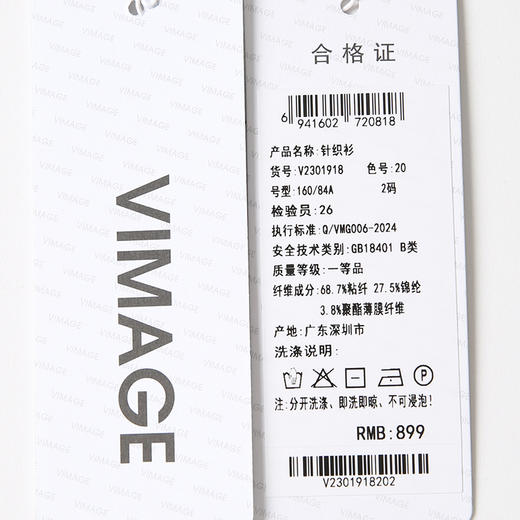 VIMAGE
合格证
6 941602 720818
产品名称:针织衫
货号:V2301918 色号:20
号型:160/84A 2码
检验员:26
执行标准:Q/VMG006-2024
安全技术类别:GB18401 B类
质量等级:一等品
纤维成分:68.7%粘纤 27.5%锦纶
3.8%聚酯薄膜纤维
产地:广东深圳市
洗涤说明:
P
注:分开洗涤、即洗即晾、不可浸泡!
RMB:899
V2301918202